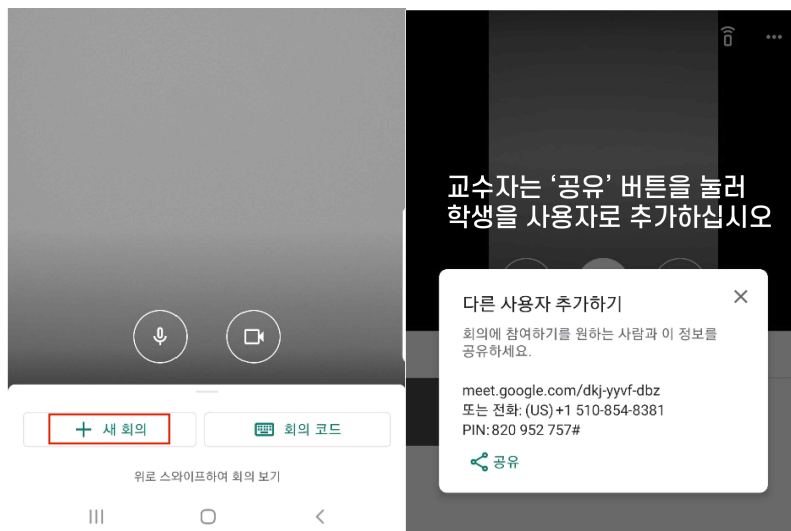 새 회의
회의 코드
위로 스와이프하여 회의 보기
교수자는 ‘공유’ 버튼을 눌러
학생을 사용자로 추가하십시오
다른 사용자 추가하기
회의에 참여하기를 원하는 사람과 이 정보를
공유하세요.
meet.google.com/dkj-yyvf-dbz
또는 전화: (US) +1 510-854-8381
PIN: 820 952 757#
공유